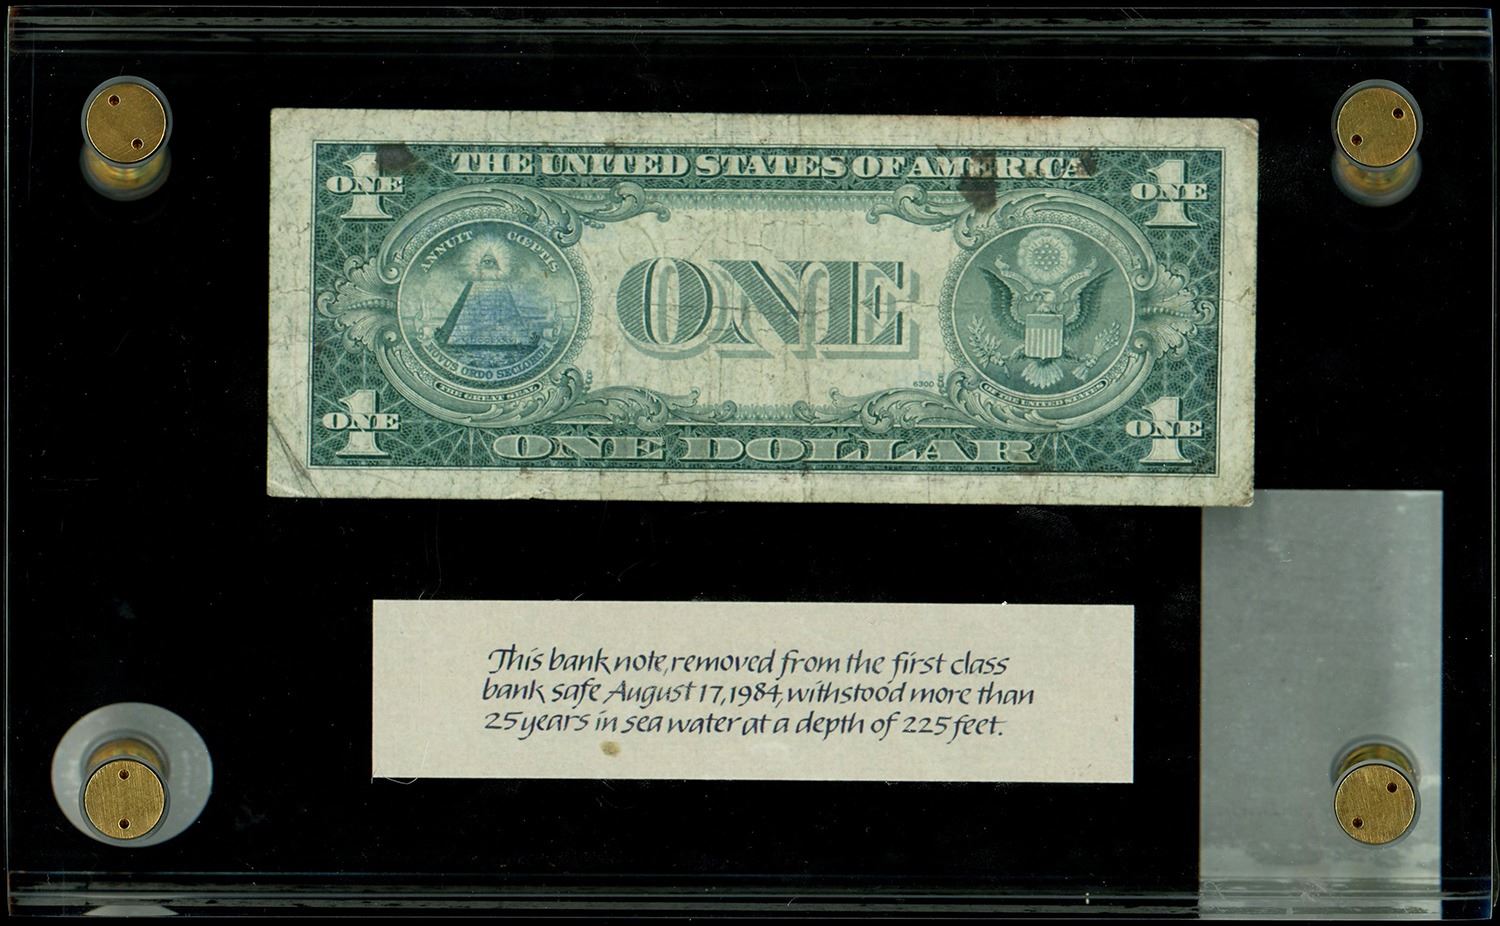 THE UNITED STATES OF AMERICA
1 ONE
1 ONE
ANNUIT CŒPTIS
ONE
NOVUS ORDO SECLORUM
THE GREAT SEAL
6300
OF THE UNITED STATES
1 ONE
ONE DOLLAR
1 ONE
This bank note, removed from the first class
bank safe August 17, 1984, withstood more than
25 years in sea water at a depth of 225 feet.